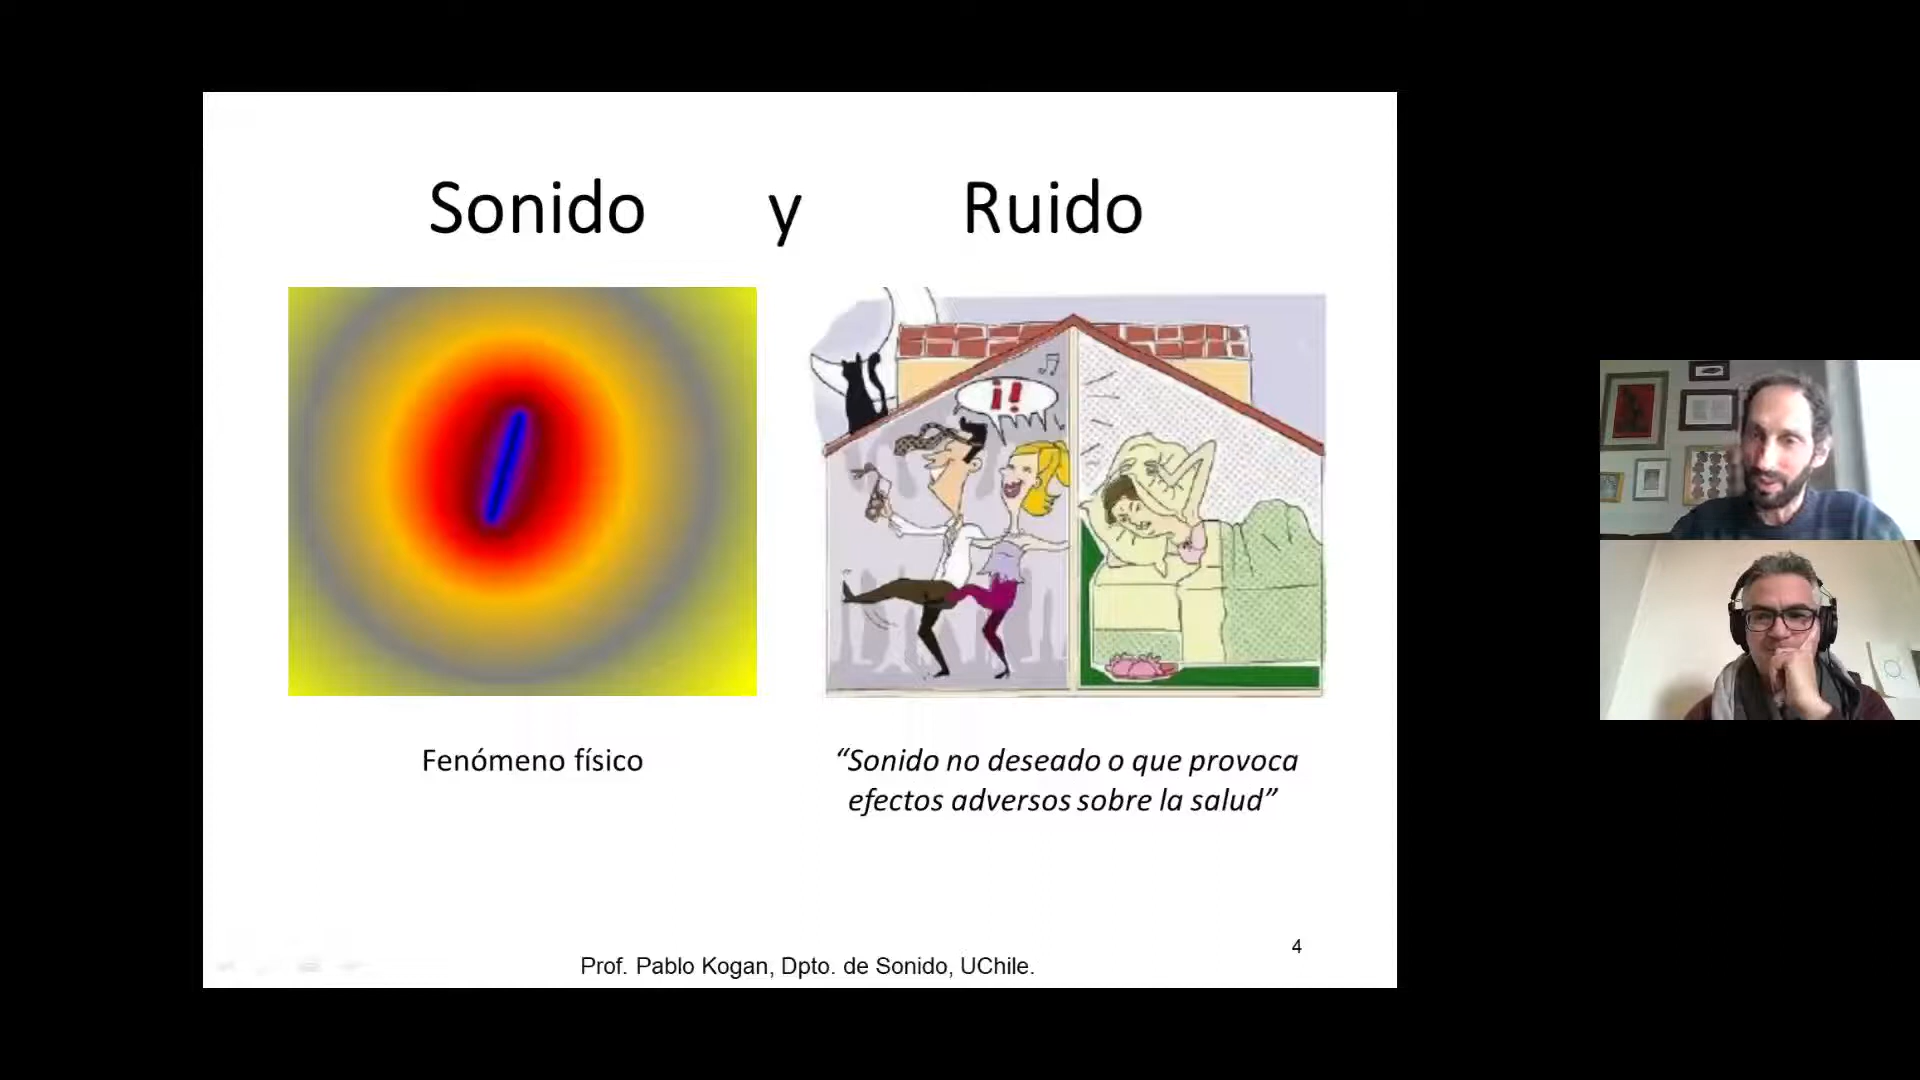 Sonido y Ruido
¡!
Fenómeno físico
“Sonido no deseado o que provoca
efectos adversos sobre la salud”
4
Prof. Pablo Kogan, Dpto. de Sonido, UChile.